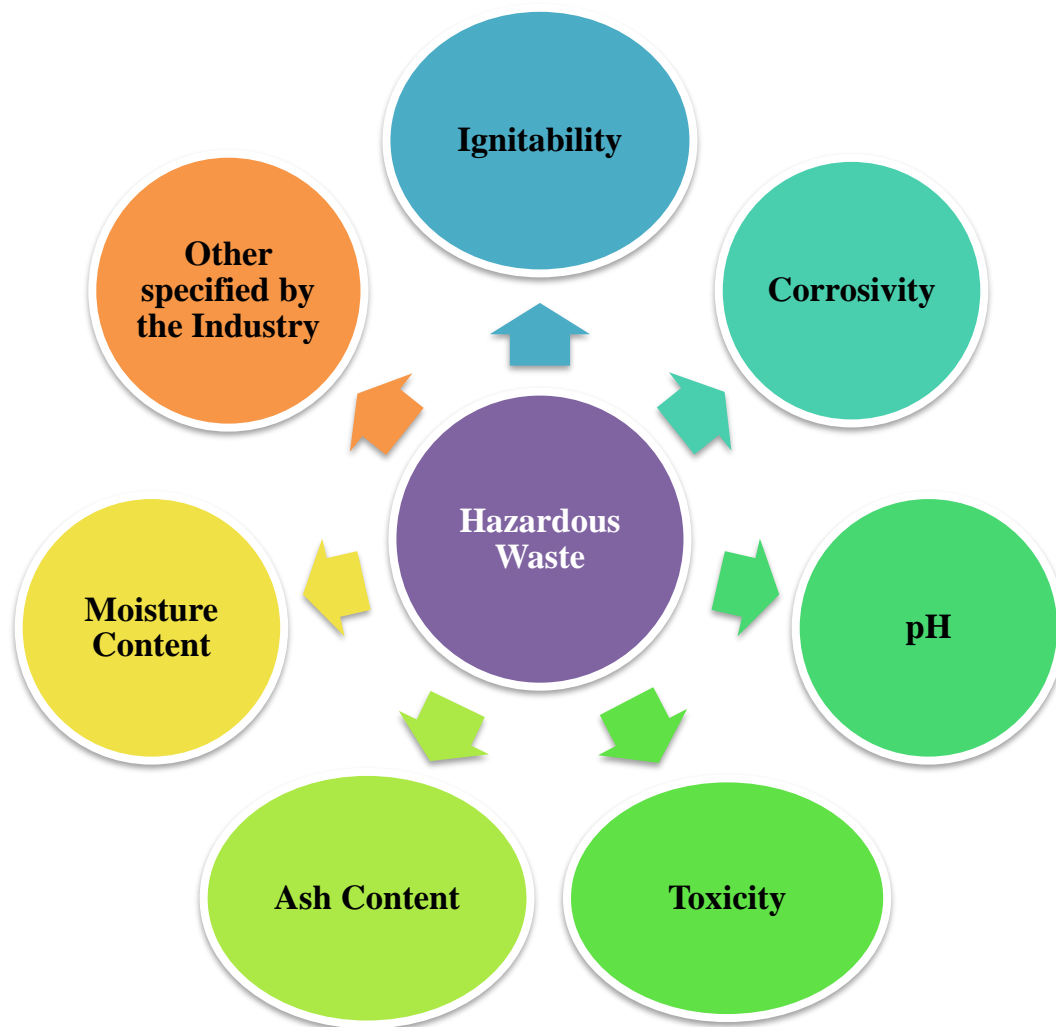 Ignitability
Corrosivity
pH
Toxicity
Ash Content
Moisture
Content
Other
specified by
the Industry
Hazardous
Waste